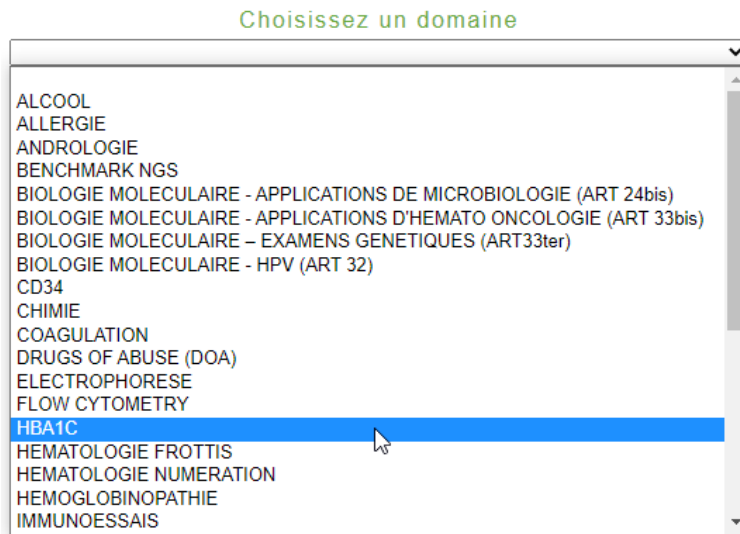 Choisissez un domaine
ALCOOL
ALLERGIE
ANDROLOGIE
BENCHMARK NGS
BIOLOGIE MOLECULAIRE - APPLICATIONS DE MICROBIOLOGIE (ART 24bis)
BIOLOGIE MOLECULAIRE - APPLICATIONS D'HEMATO ONCOLOGIE (ART 33bis)
BIOLOGIE MOLECULAIRE – EXAMENS GENETIQUES (ART33ter)
BIOLOGIE MOLECULAIRE - HPV (ART 32)
CD34
CHIMIE
COAGULATION
DRUGS OF ABUSE (DOA)
ELECTROPHORESE
FLOW CYTOMETRY
HBA1C
HEMATOLOGIE FROTTIS
HEMATOLOGIE NUMERATION
HEMOGLOBINOPATHIE
IMMUNOESSAIS